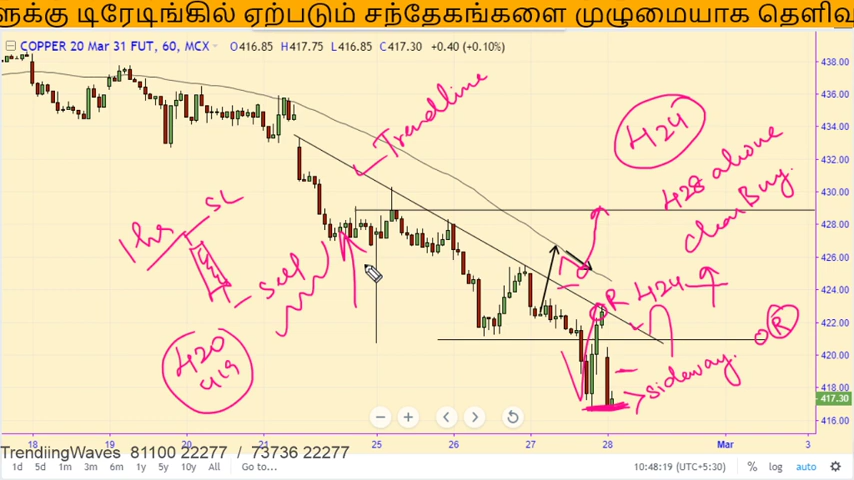 ளுக்கு டிரேடிங்கில் ஏற்படும் சந்தேகங்களை முழுமையாக தெளிவ
COPPER 20 Mar 31 FUT, 60, MCX O416.85 H417.75 L416.85 C417.30 +0.40 (+0.10%)
438.00
436.00
434.00
432.00
430.00
428.00
426.00
424.00
422.00
420.00
418.00
417.30
416.00
Trendline
424
428 above
clear Buy.
1hr
SL
Sell
R 424
R
420
419
sideway.
18 19 20 21 24 25 26 27 28 Mar 3
TrendiingWaves 81100 22277 / 73736 22277
1d 5d 1m 3m 6m 1y 5y 10y All Go to... 10:48:19 (UTC+5:30) % log auto